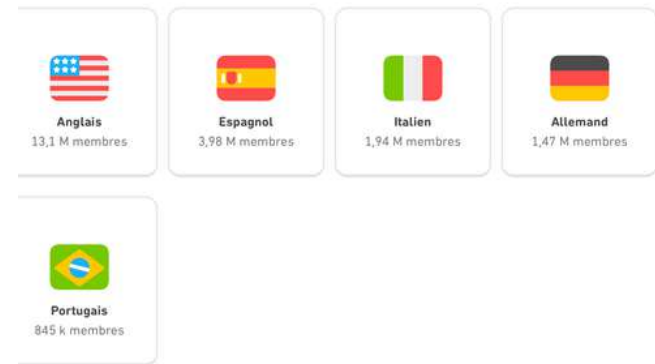 Anglais
13,1 M membres
Espagnol
3,98 M membres
Italien
1,94 M membres
Allemand
1,47 M membres
Portugais
845 k membres